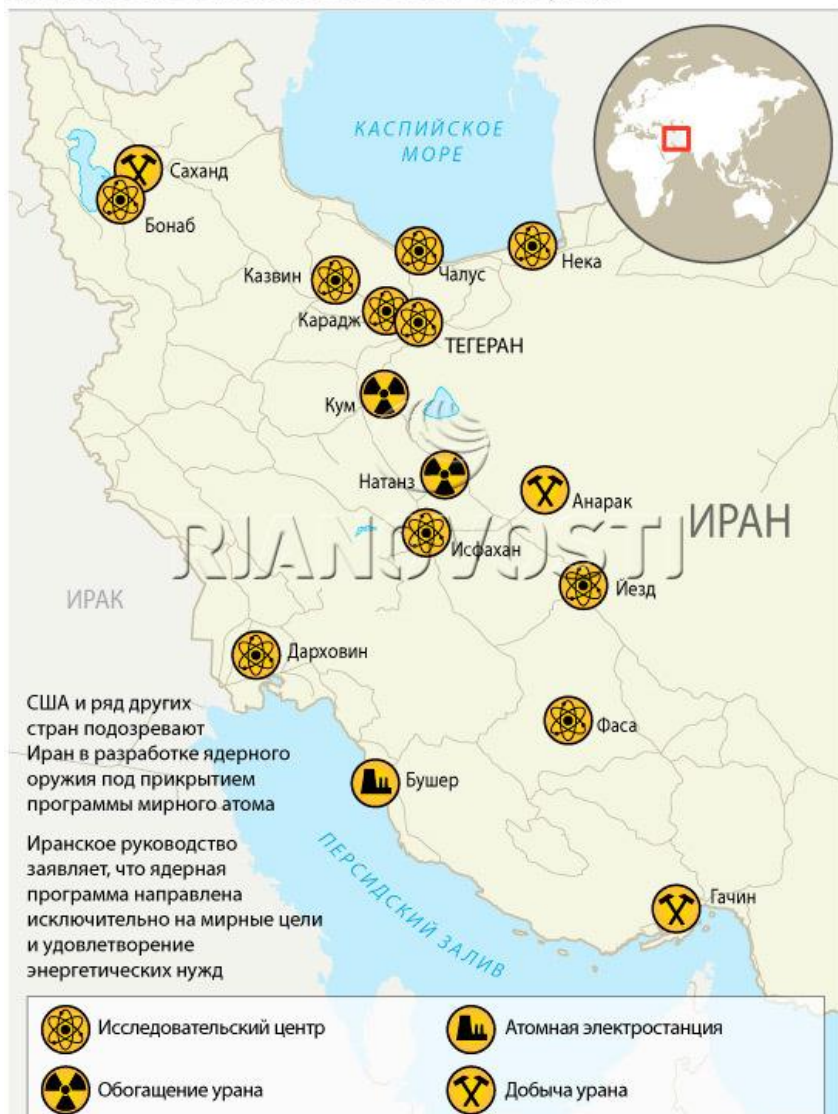 КАСПИЙСКОЕ
МОРЕ
Саханд
Бонаб
Казвин
Чалус
Нека
Карадж
ТЕГЕРАН
Кум
Натанз
Анарак
ИРАН
RIANOVOSTI
Исфахан
Йезд
ИРАК
Дарховин
США и ряд других
стран подозревают
Иран в разработке ядерного
оружия под прикрытием
программы мирного атома
Фаса
Бушер
Иранское руководство
заявляет, что ядерная
программа направлена
исключительно на мирные цели
и удовлетворение
энергетических нужд
ПЕРСИДСКИЙ ЗАЛИВ
Гачин
Исследовательский центр
Атомная электростанция
Обогащение урана
Добыча урана